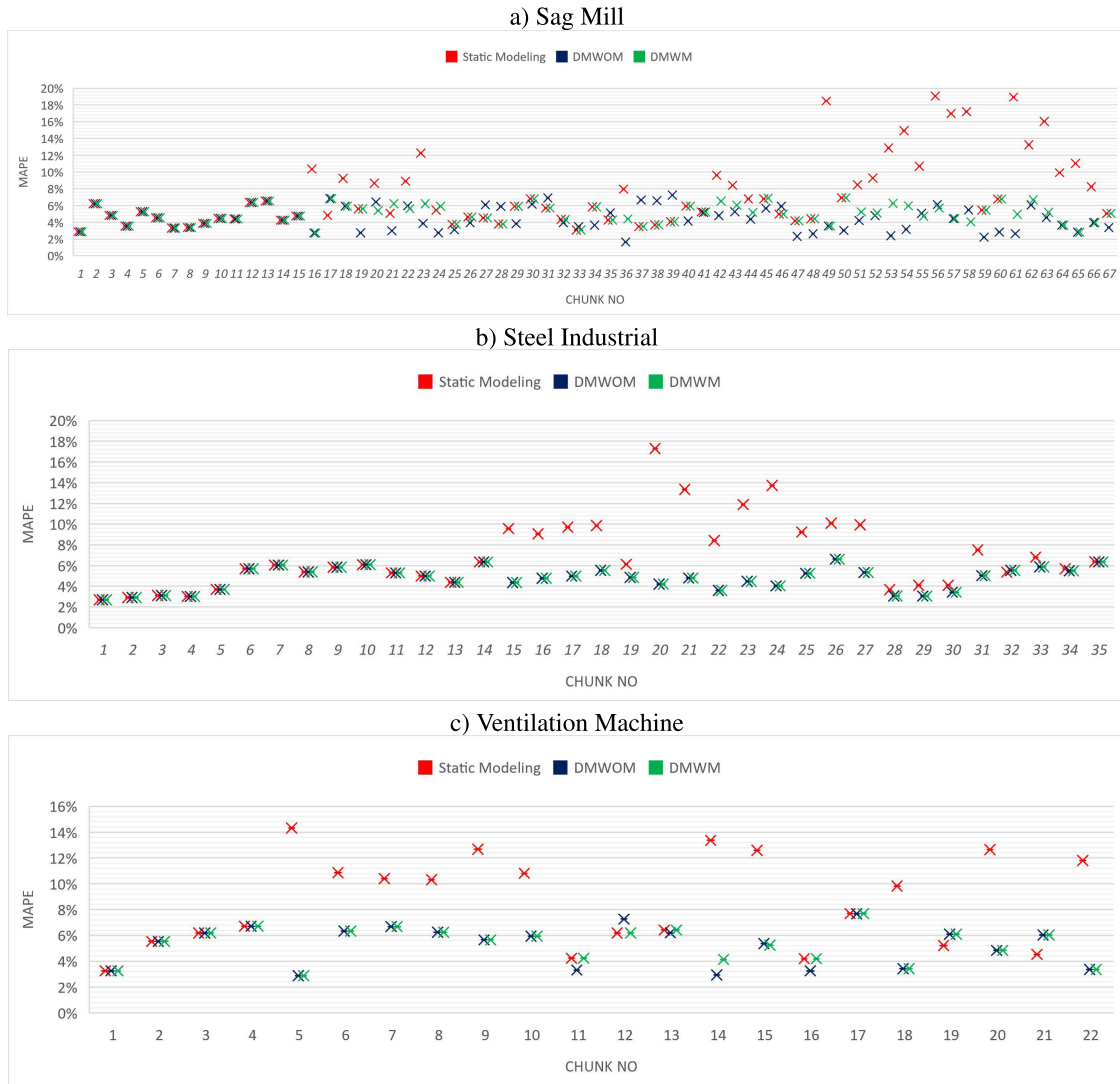 a) Sag Mill
Static Modeling DMWOM DMWM
20%
18%
16%
14%
12%
10%
8%
6%
4%
2%
0%
MAPE
1 2 3 4 5 6 7 8 9 10 11 12 13 14 15 16 17 18 19 20 21 22 23 24 25 26 27 28 29 30 31 32 33 34 35 36 37 38 39 40 41 42 43 44 45 46 47 48 49 50 51 52 53 54 55 56 57 58 59 60 61 62 63 64 65 66 67
CHUNK NO
b) Steel Industrial
Static Modeling DMWOM DMWM
20%
18%
16%
14%
12%
10%
8%
6%
4%
2%
0%
MAPE
1 2 3 4 5 6 7 8 9 10 11 12 13 14 15 16 17 18 19 20 21 22 23 24 25 26 27 28 29 30 31 32 33 34 35
CHUNK NO
c) Ventilation Machine
Static Modeling DMWOM DMWM
16%
14%
12%
10%
8%
6%
4%
2%
0%
MAPE
1 2 3 4 5 6 7 8 9 10 11 12 13 14 15 16 17 18 19 20 21 22
CHUNK NO